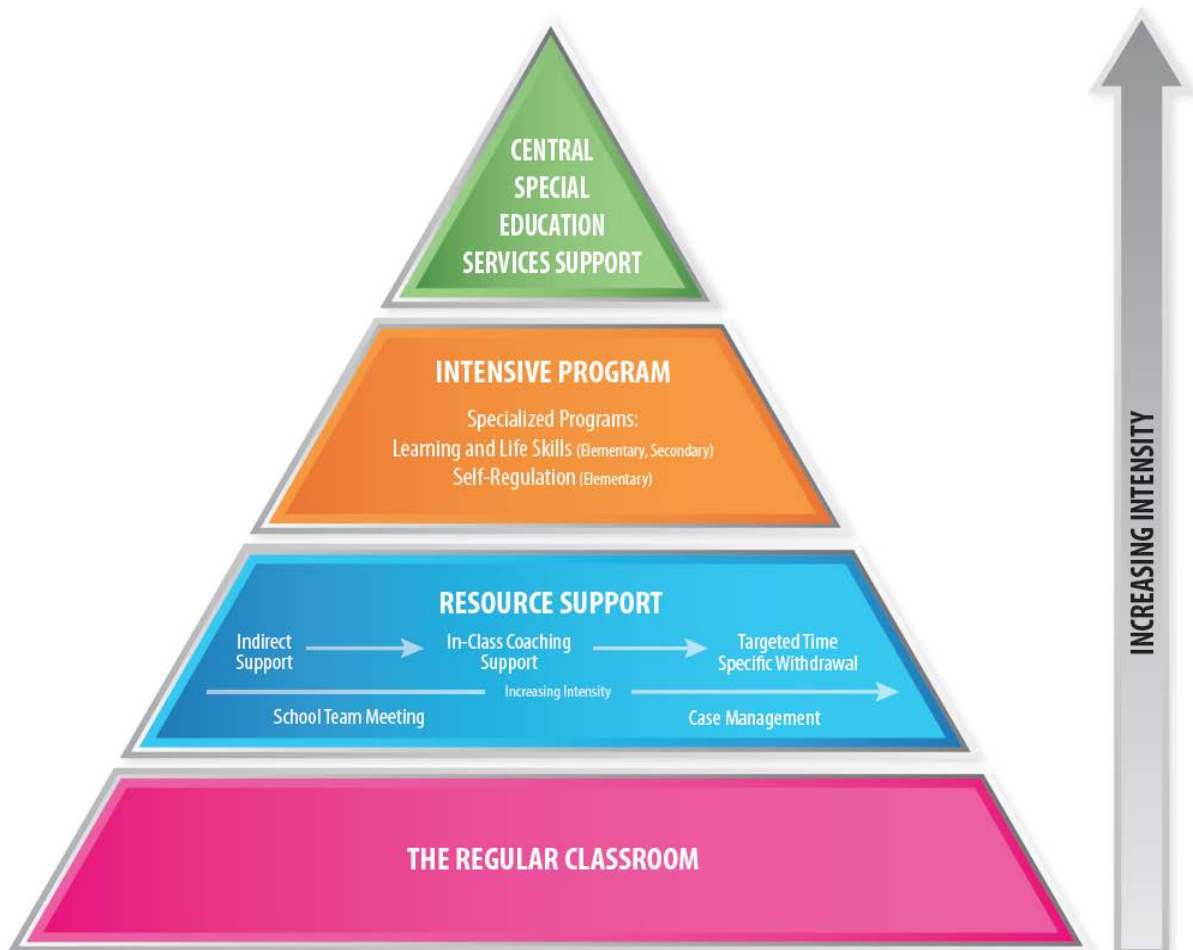 CENTRAL
SPECIAL
EDUCATION
SERVICES SUPPORT
INTENSIVE PROGRAM
Specialized Programs:
Learning and Life Skills (Elementary, Secondary)
Self-Regulation (Elementary)
RESOURCE SUPPORT
Indirect
Support
In-Class Coaching
Support
Targeted Time
Specific Withdrawal
Increasing Intensity
School Team Meeting
Case Management
THE REGULAR CLASSROOM
INCREASING INTENSITY